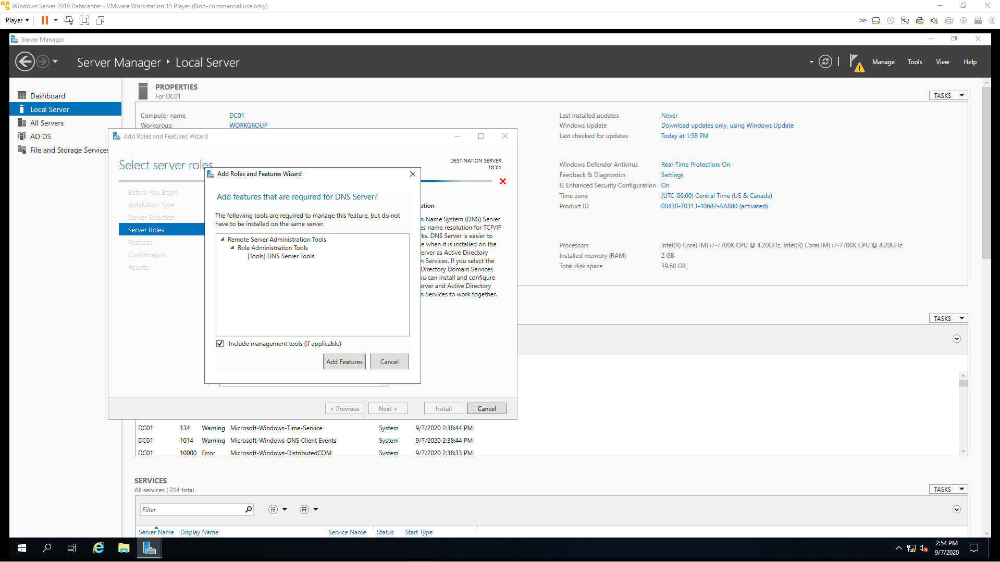 Windows Server 2019 Datacenter - VMware Workstation 15 Player (Non-commercial use only)
Player
Server Manager
Server Manager Local Server
Manage Tools View Help
Dashboard
Local Server
All Servers
AD DS
File and Storage Services
PROPERTIES
For DC01
TASKS
Computer name DC01
Workgroup WORKGROUP
Last installed updates Never
Windows Update Download updates only, using Windows Update
Last checked for updates Today at 1:58 PM
Windows Defender Antivirus Real-Time Protection: On
Feedback & Diagnostics Settings
IE Enhanced Security Configuration On
Time zone (UTC-06:00) Central Time (US & Canada)
Product ID 00430-70313-40682-AA880 (activated)
Processors Intel(R) Core(TM) i7-7700K CPU @ 4.20GHz, Intel(R) Core(TM) i7-7700K CPU @ 4.20GHz
Installed memory (RAM) 2 GB
Total disk space 59.68 GB
Add Roles and Features Wizard
Select server roles
DESTINATION SERVER
DC01
Before You Begin
Installation Type
Server Selection
Server Roles
Features
Confirmation
Results
Add Roles and Features Wizard
Add features that are required for DNS Server?
The following tools are required to manage this feature, but do not
have to be installed on the same server.
Remote Server Administration Tools
Role Administration Tools
[Tools] DNS Server Tools
Include management tools (if applicable)
Add Features Cancel
ption
n Name System (DNS) Server
es name resolution for TCP/IP
ks. DNS Server is easier to
e when it is installed on the
erver as Active Directory
n Services. If you select the
Directory Domain Services
ou can install and configure
erver and Active Directory
n Services to work together.
< Previous Next > Install Cancel
TASKS
DC01 134 Warning Microsoft-Windows-Time-Service System 9/7/2020 2:38:44 PM
DC01 1014 Warning Microsoft-Windows-DNS Client Events System 9/7/2020 2:38:44 PM
DC01 10000 Error Microsoft-Windows-DistributedCOM System 9/7/2020 2:38:33 PM
SERVICES
All services | 214 total
TASKS
Filter
Server Name Display Name Service Name Status Start Type
2:54 PM
9/7/2020